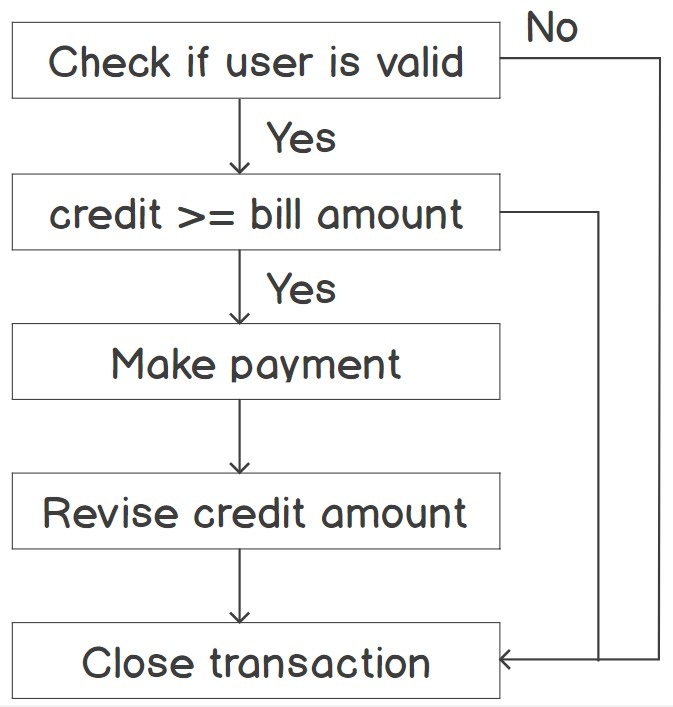 No
Check if user is valid
Yes
credit >= bill amount
Yes
Make payment
Revise credit amount
Close transaction